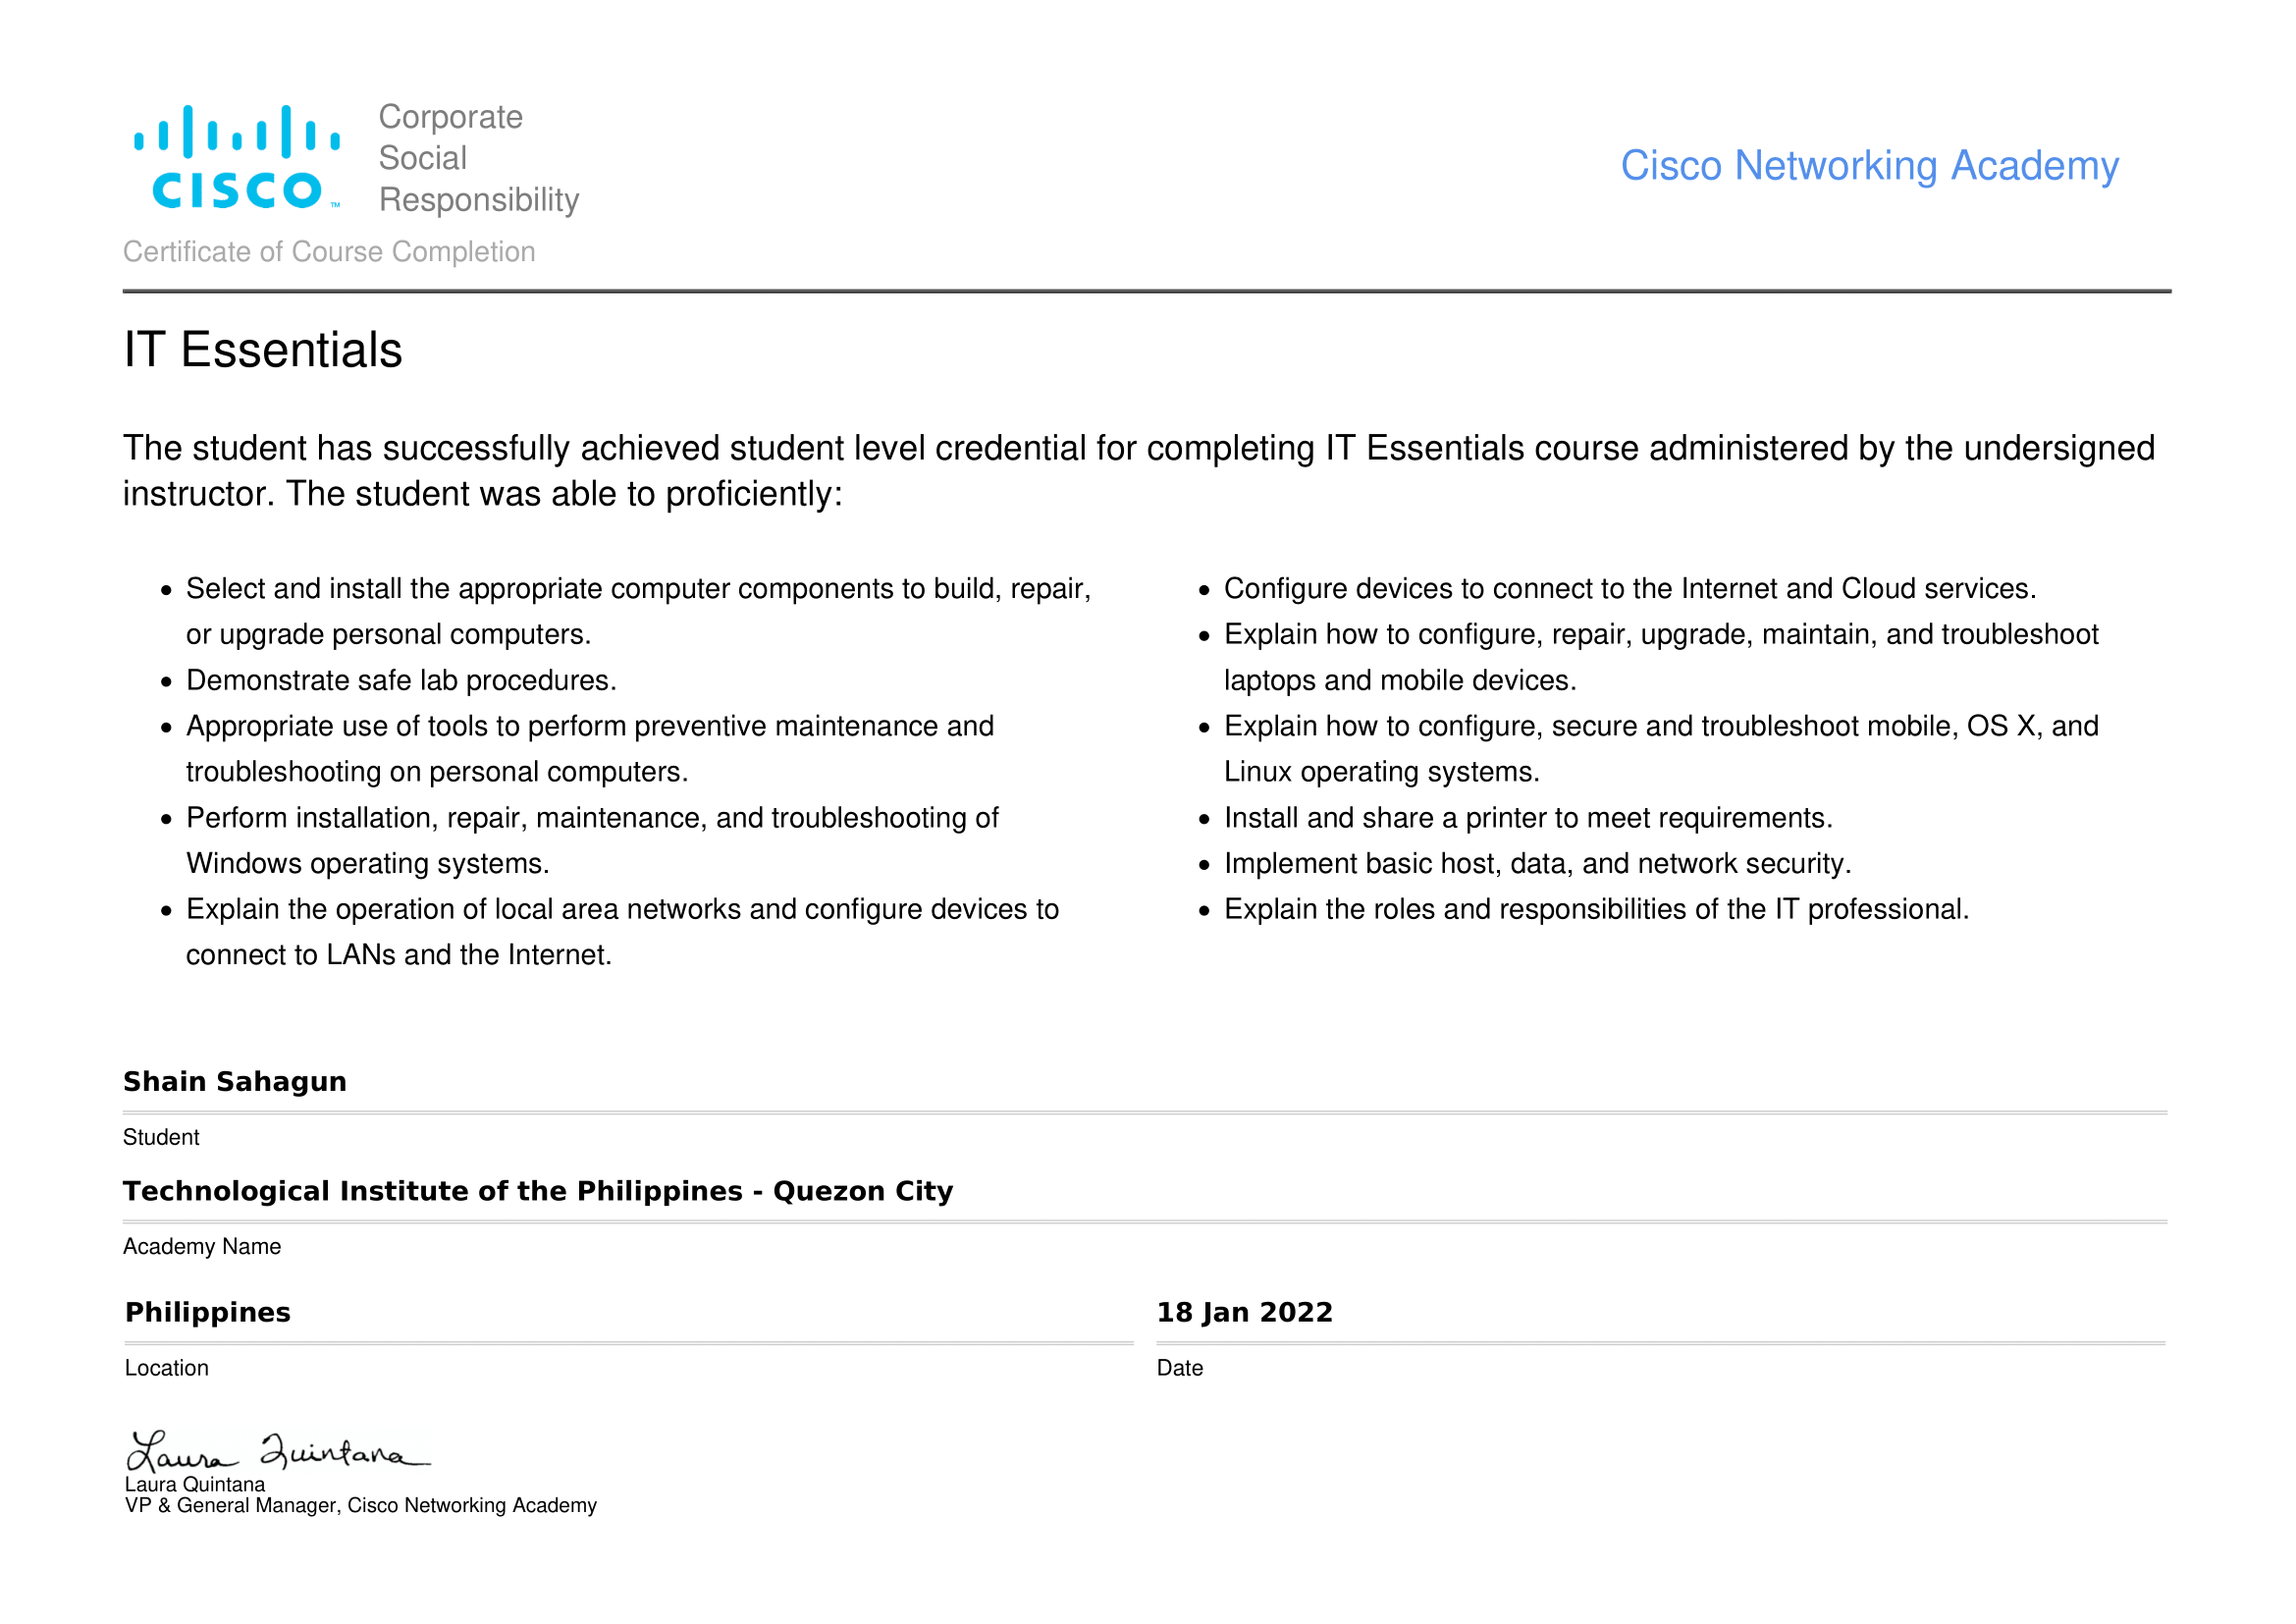 CISCO™
Corporate
Social
Responsibility
Cisco Networking Academy
Certificate of Course Completion
IT Essentials
The student has successfully achieved student level credential for completing IT Essentials course administered by the undersigned
instructor. The student was able to proficiently:
• Select and install the appropriate computer components to build, repair,
or upgrade personal computers.
• Demonstrate safe lab procedures.
• Appropriate use of tools to perform preventive maintenance and
troubleshooting on personal computers.
• Perform installation, repair, maintenance, and troubleshooting of
Windows operating systems.
• Explain the operation of local area networks and configure devices to
connect to LANs and the Internet.
• Configure devices to connect to the Internet and Cloud services.
• Explain how to configure, repair, upgrade, maintain, and troubleshoot
laptops and mobile devices.
• Explain how to configure, secure and troubleshoot mobile, OS X, and
Linux operating systems.
• Install and share a printer to meet requirements.
• Implement basic host, data, and network security.
• Explain the roles and responsibilities of the IT professional.
Shain Sahagun
Student
Technological Institute of the Philippines - Quezon City
Academy Name
Philippines
Location
18 Jan 2022
Date
Laura Quintana
Laura Quintana
VP & General Manager, Cisco Networking Academy